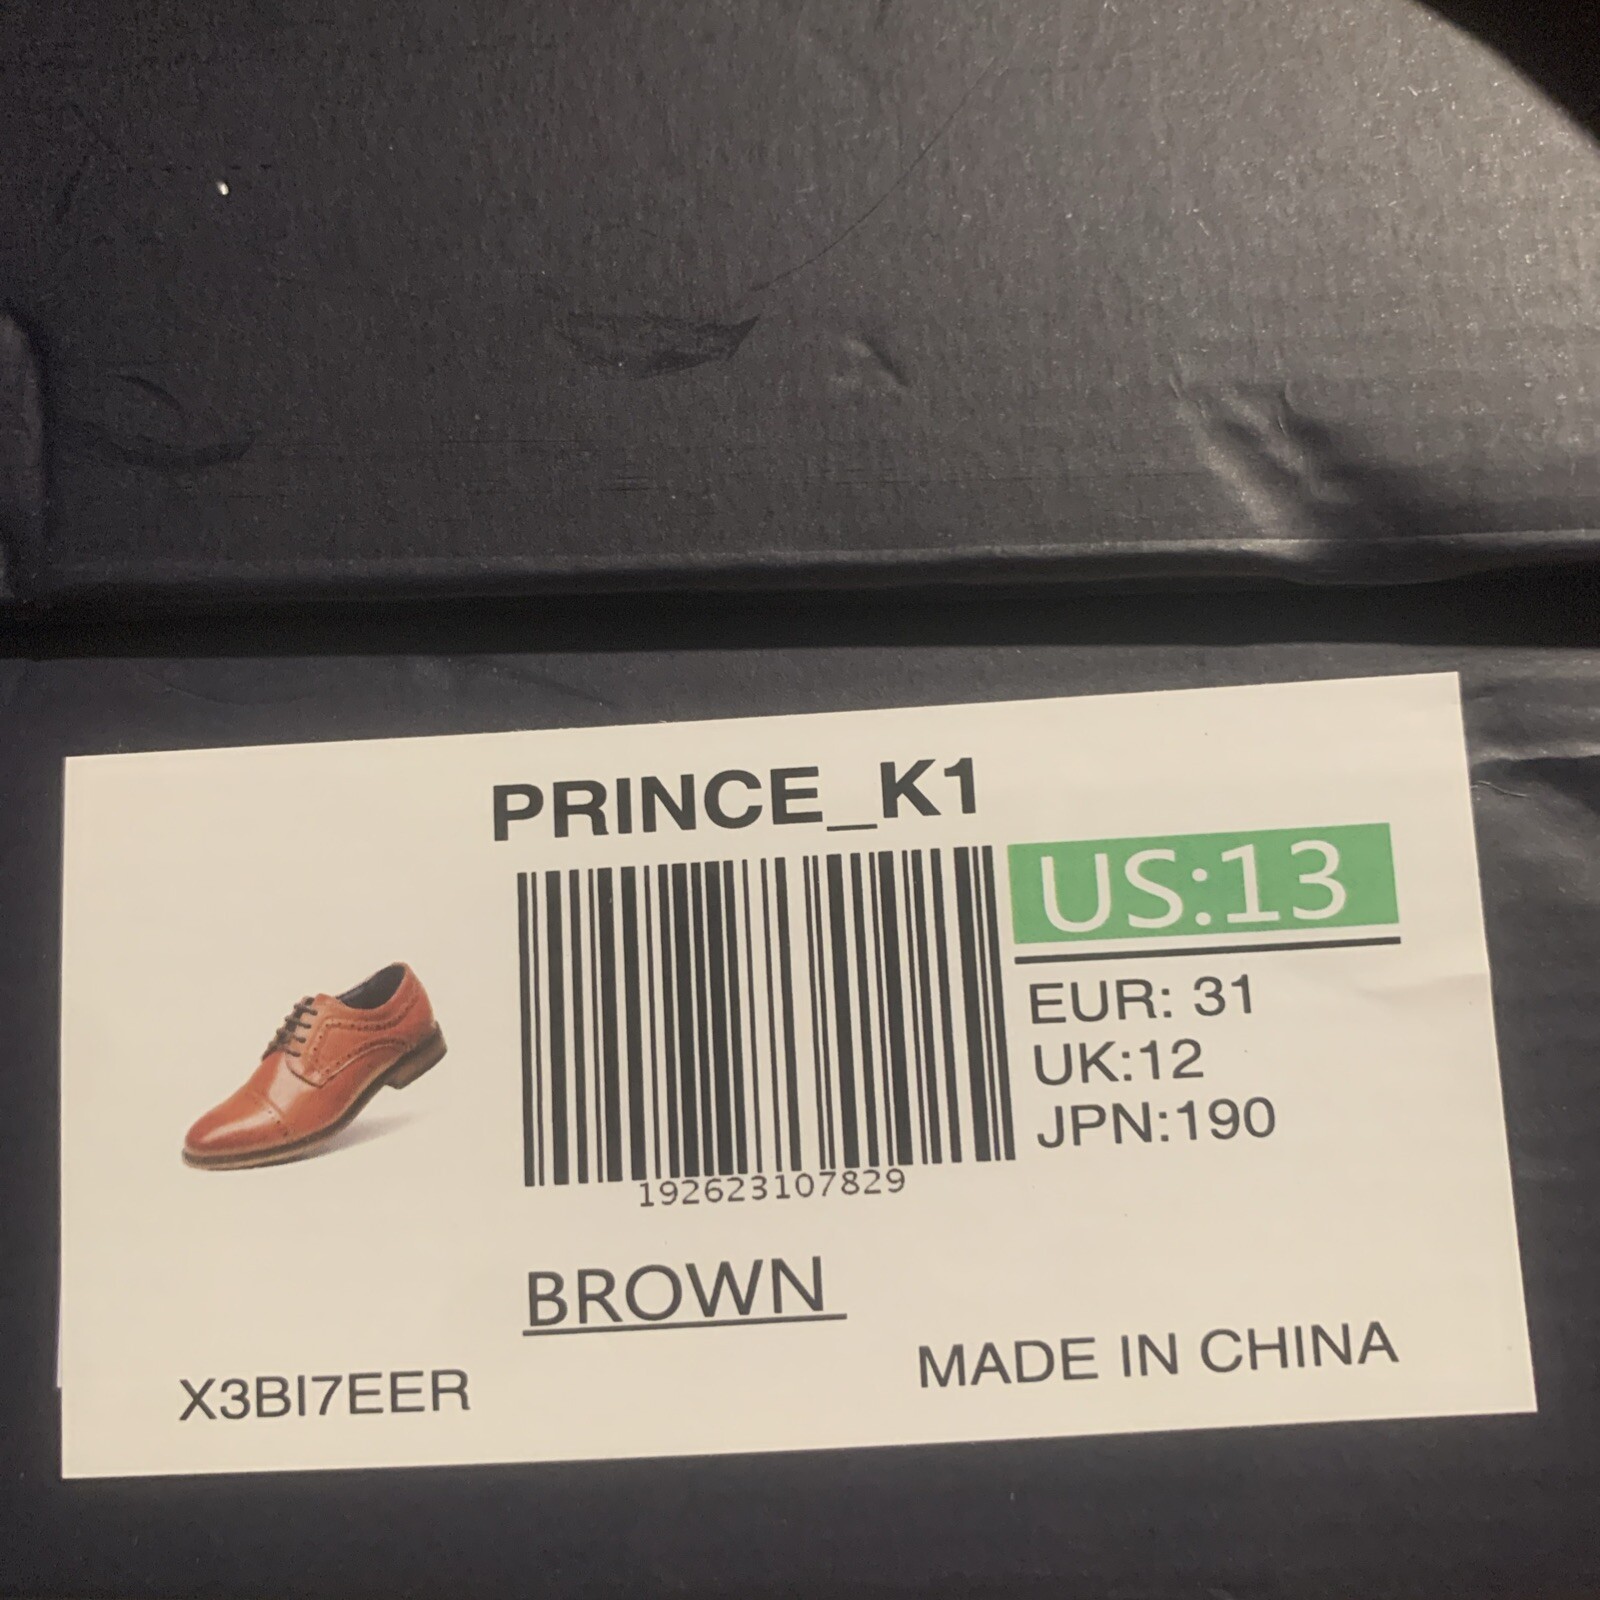 PRINCE_K1
US:13
EUR: 31
UK:12
JPN:190
192623107829
BROWN
X3BI7EER
MADE IN CHINA